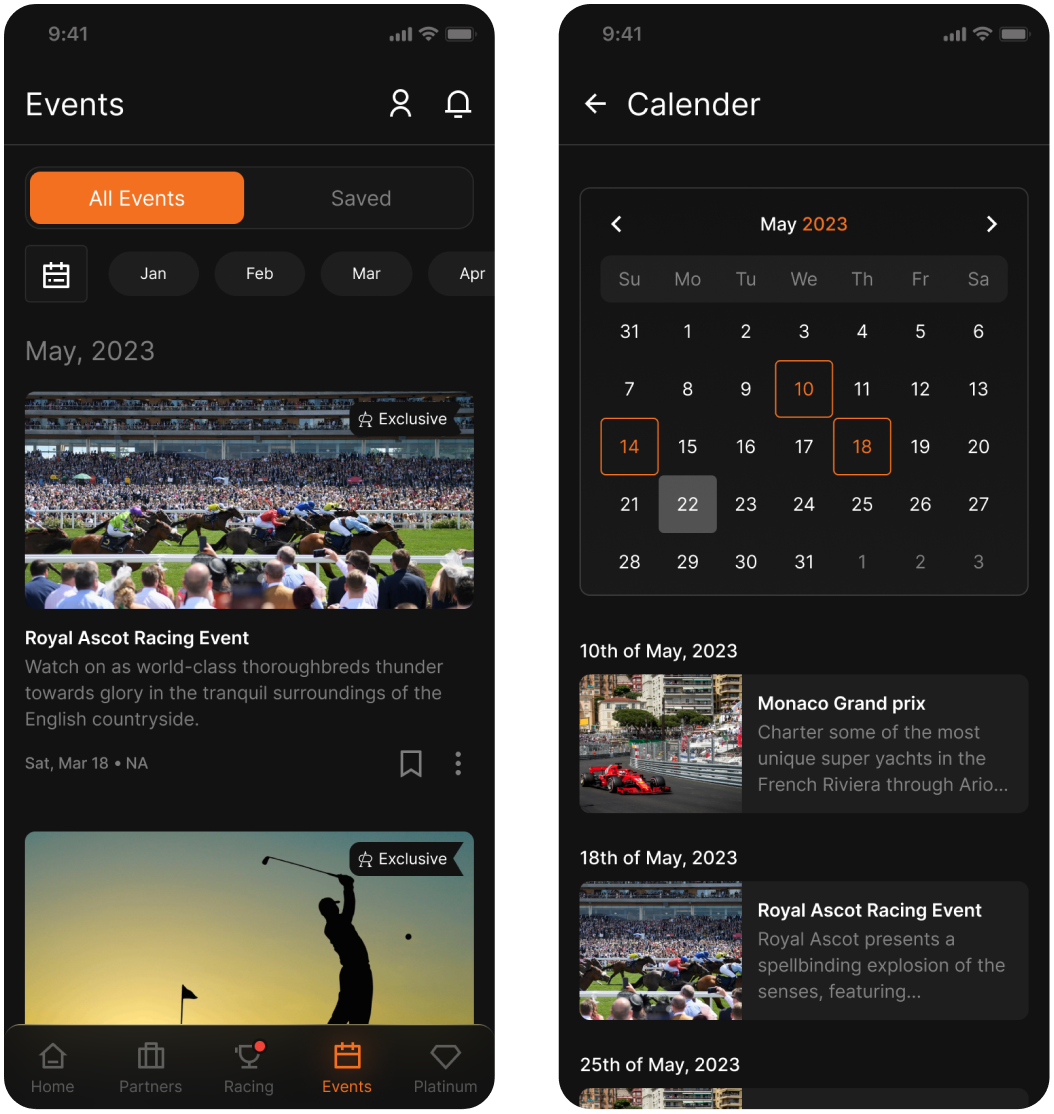 9:41
Events
All Events
Saved
Jan
Feb
Mar
Apr
May, 2023
Exclusive
Royal Ascot Racing Event
Watch on as world-class thoroughbreds thunder
towards glory in the tranquil surroundings of the
English countryside.
Sat, Mar 18 • NA
Exclusive
Home
Partners
Racing
Events
Platinum
9:41
Calender
May 2023
Su Mo Tu We Th Fr Sa
31 1 2 3 4 5 6
7 8 9 10 11 12 13
14 15 16 17 18 19 20
21 22 23 24 25 26 27
28 29 30 31 1 2 3
10th of May, 2023
Monaco Grand prix
Charter some of the most
unique super yachts in the
French Riviera through Ario...
18th of May, 2023
Royal Ascot Racing Event
Royal Ascot presents a
spellbinding explosion of the
senses, featuring...
25th of May, 2023